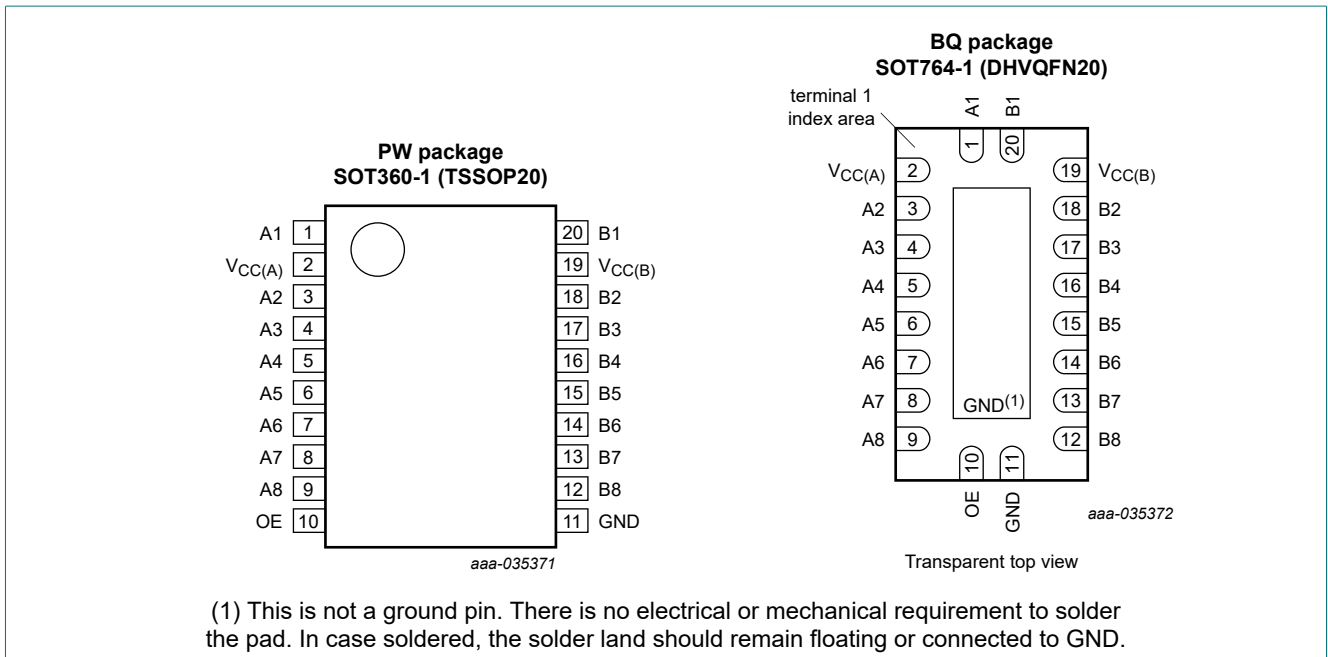 PW package
SOT360-1 (TSSOP20)
A1 1
VCC(A) 2
A2 3
A3 4
A4 5
A5 6
A6 7
A7 8
A8 9
OE 10
20 B1
19 VCC(B)
18 B2
17 B3
16 B4
15 B5
14 B6
13 B7
12 B8
11 GND
aaa-035371
BQ package
SOT764-1 (DHVQFN20)
terminal 1
index area
A1
B1
1
20
VCC(A) 2
A2 3
A3 4
A4 5
A5 6
A6 7
A7 8
A8 9
19 VCC(B)
18 B2
17 B3
16 B4
15 B5
14 B6
13 B7
12 B8
GND(1)
10
11
OE
GND
aaa-035372
Transparent top view
(1) This is not a ground pin. There is no electrical or mechanical requirement to solder
the pad. In case soldered, the solder land should remain floating or connected to GND.